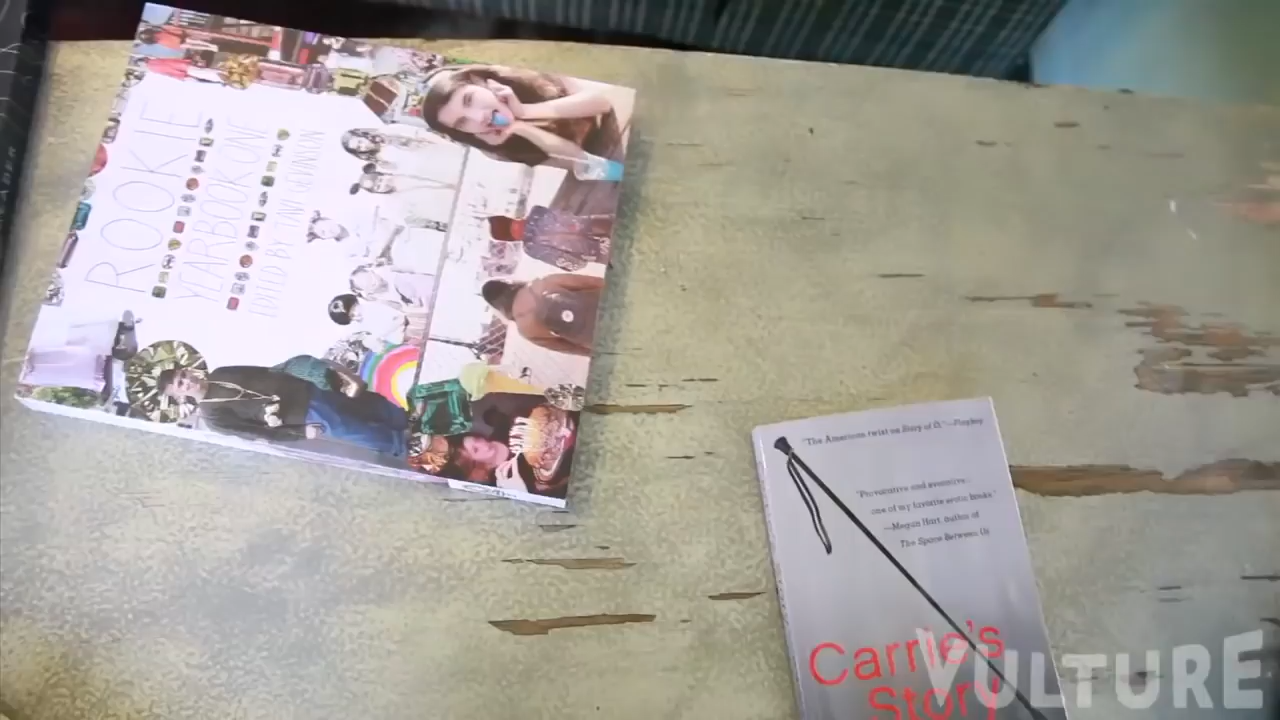 ROOKIE
YEARBOOK ONE
EDITED BY TAVI GEVINSON
"The American twist on Story of O."—Playboy
"Provocative and evocative—
one of my favorite erotic books."
—Megan Hart, author of
The Space Between Us
Carrie's
Story
VULTURE